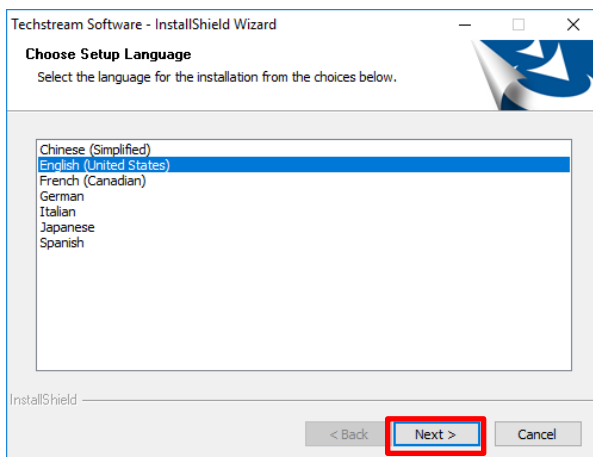 Techstream Software - InstallShield Wizard
Choose Setup Language
Select the language for the installation from the choices below.
Chinese (Simplified)
English (United States)
French (Canadian)
German
Italian
Japanese
Spanish
InstallShield
< Back Next > Cancel